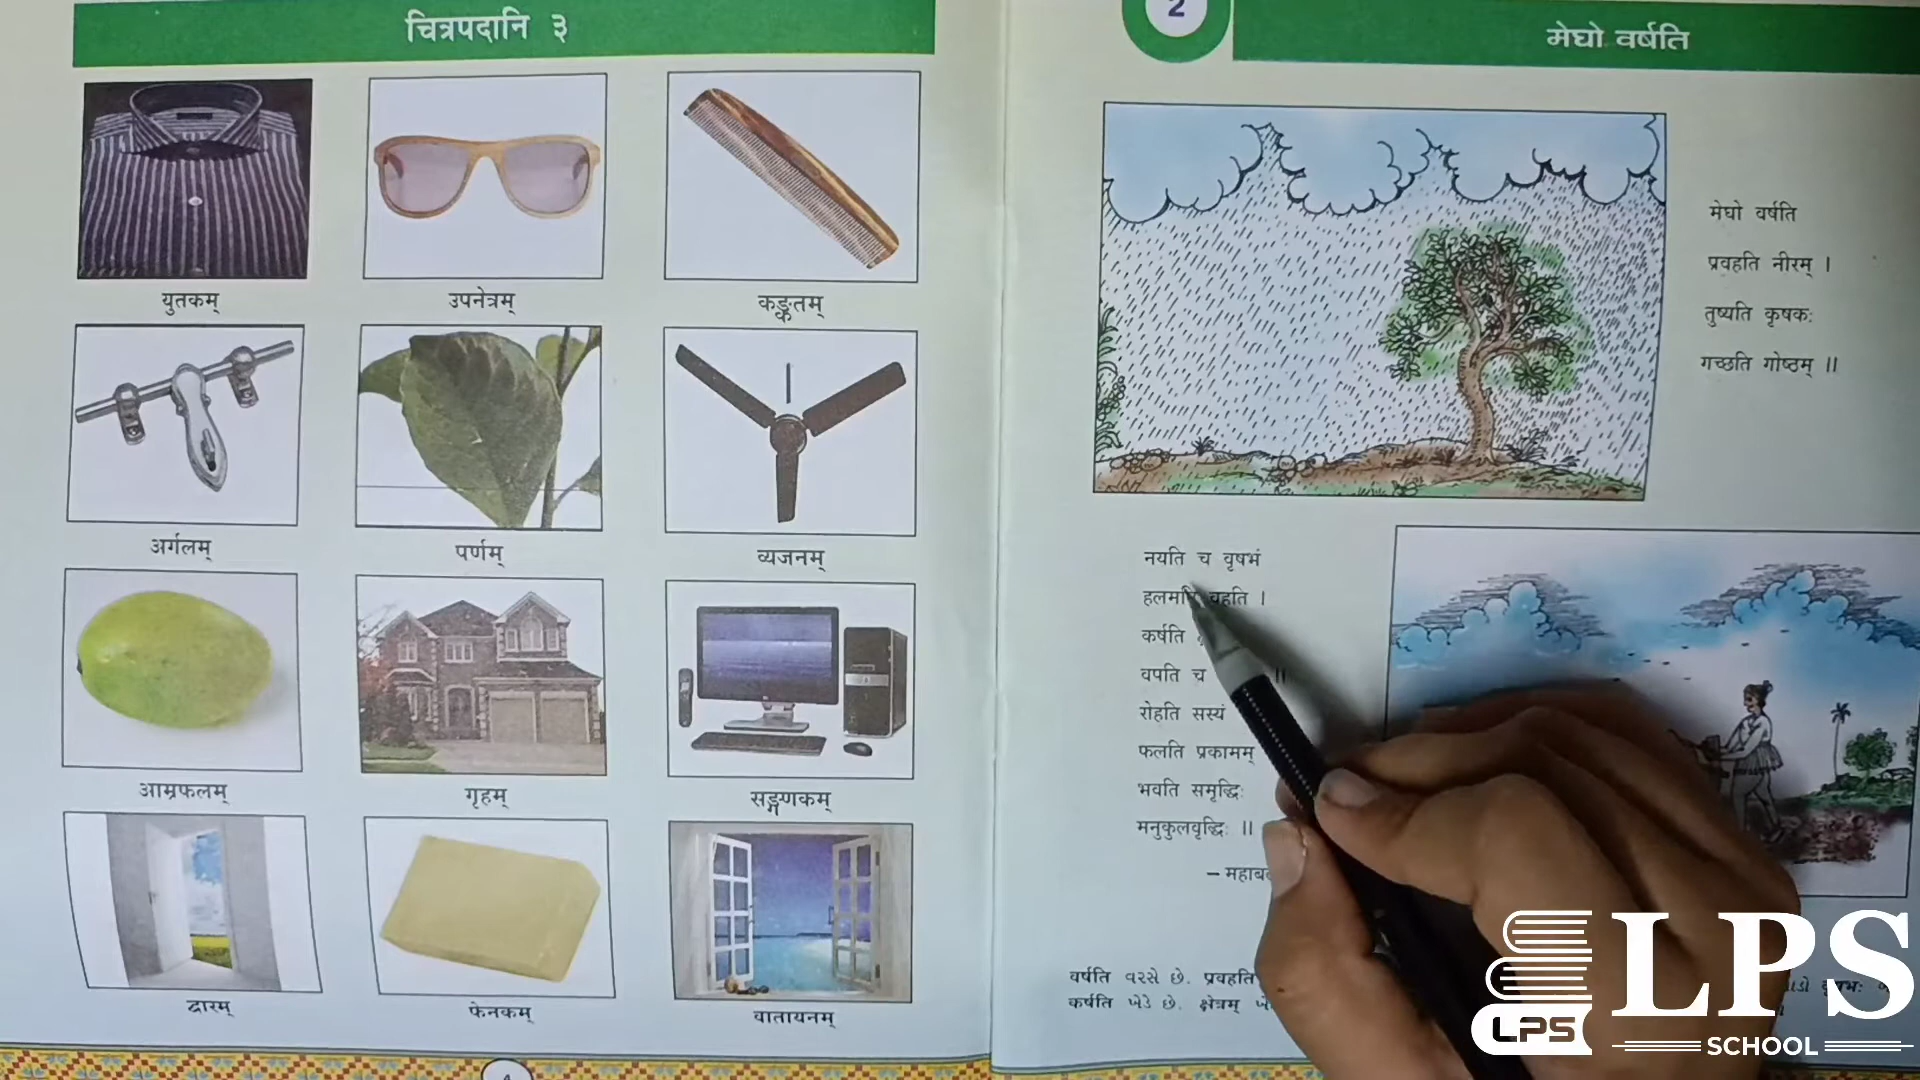 चित्रपदानि ३
युतकम्
उपनेत्रम्
कङ्कतम्
अर्गलम्
पर्णम्
व्यजनम्
आम्रफलम्
गृहम्
सङ्गणकम्
द्वारम्
फेनकम्
वातायनम्
2
मेघो वर्षति
मेघो वर्षति
प्रवहति नीरम् ।
तुष्यति कृषकः
गच्छति गोष्ठम् ॥
नयति च वृषभं
वहति ।
कर्षति
वपति च ॥
रोहति सस्यं
फलति प्रकामम्
भवति समृद्धिः
मनुकुलवृद्धिः ॥
वर्षति વરસે છે. प्रवहति
कर्षति ખેડે છે. क्षेत्रम्
LPS
LPS
SCHOOL